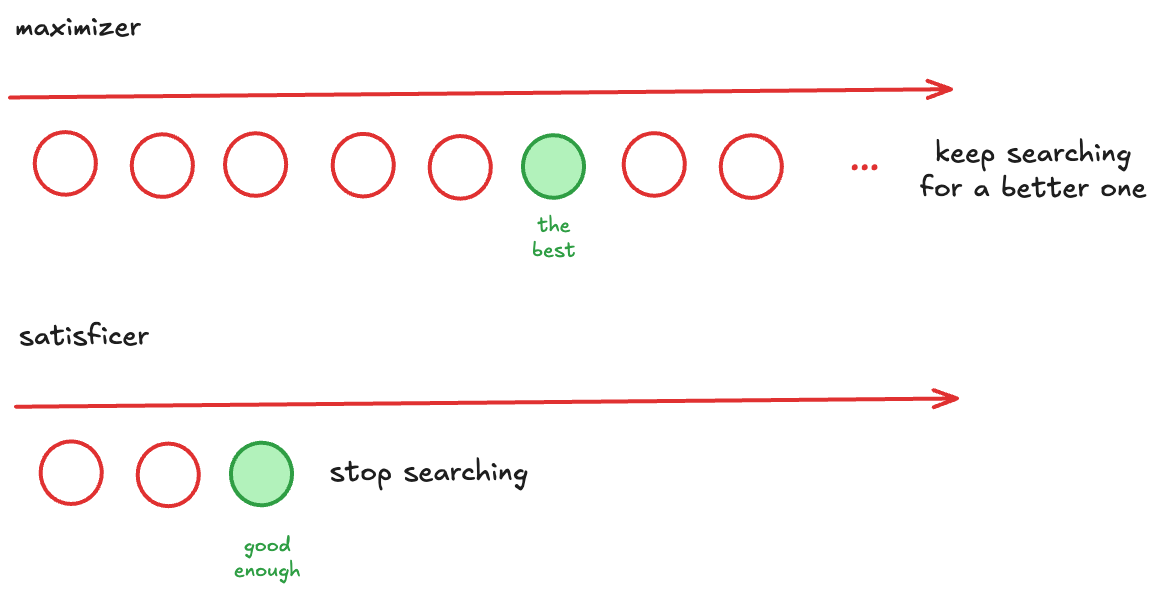 maximizer
... keep searching
for a better one
the
best
satisficer
stop searching
good
enough